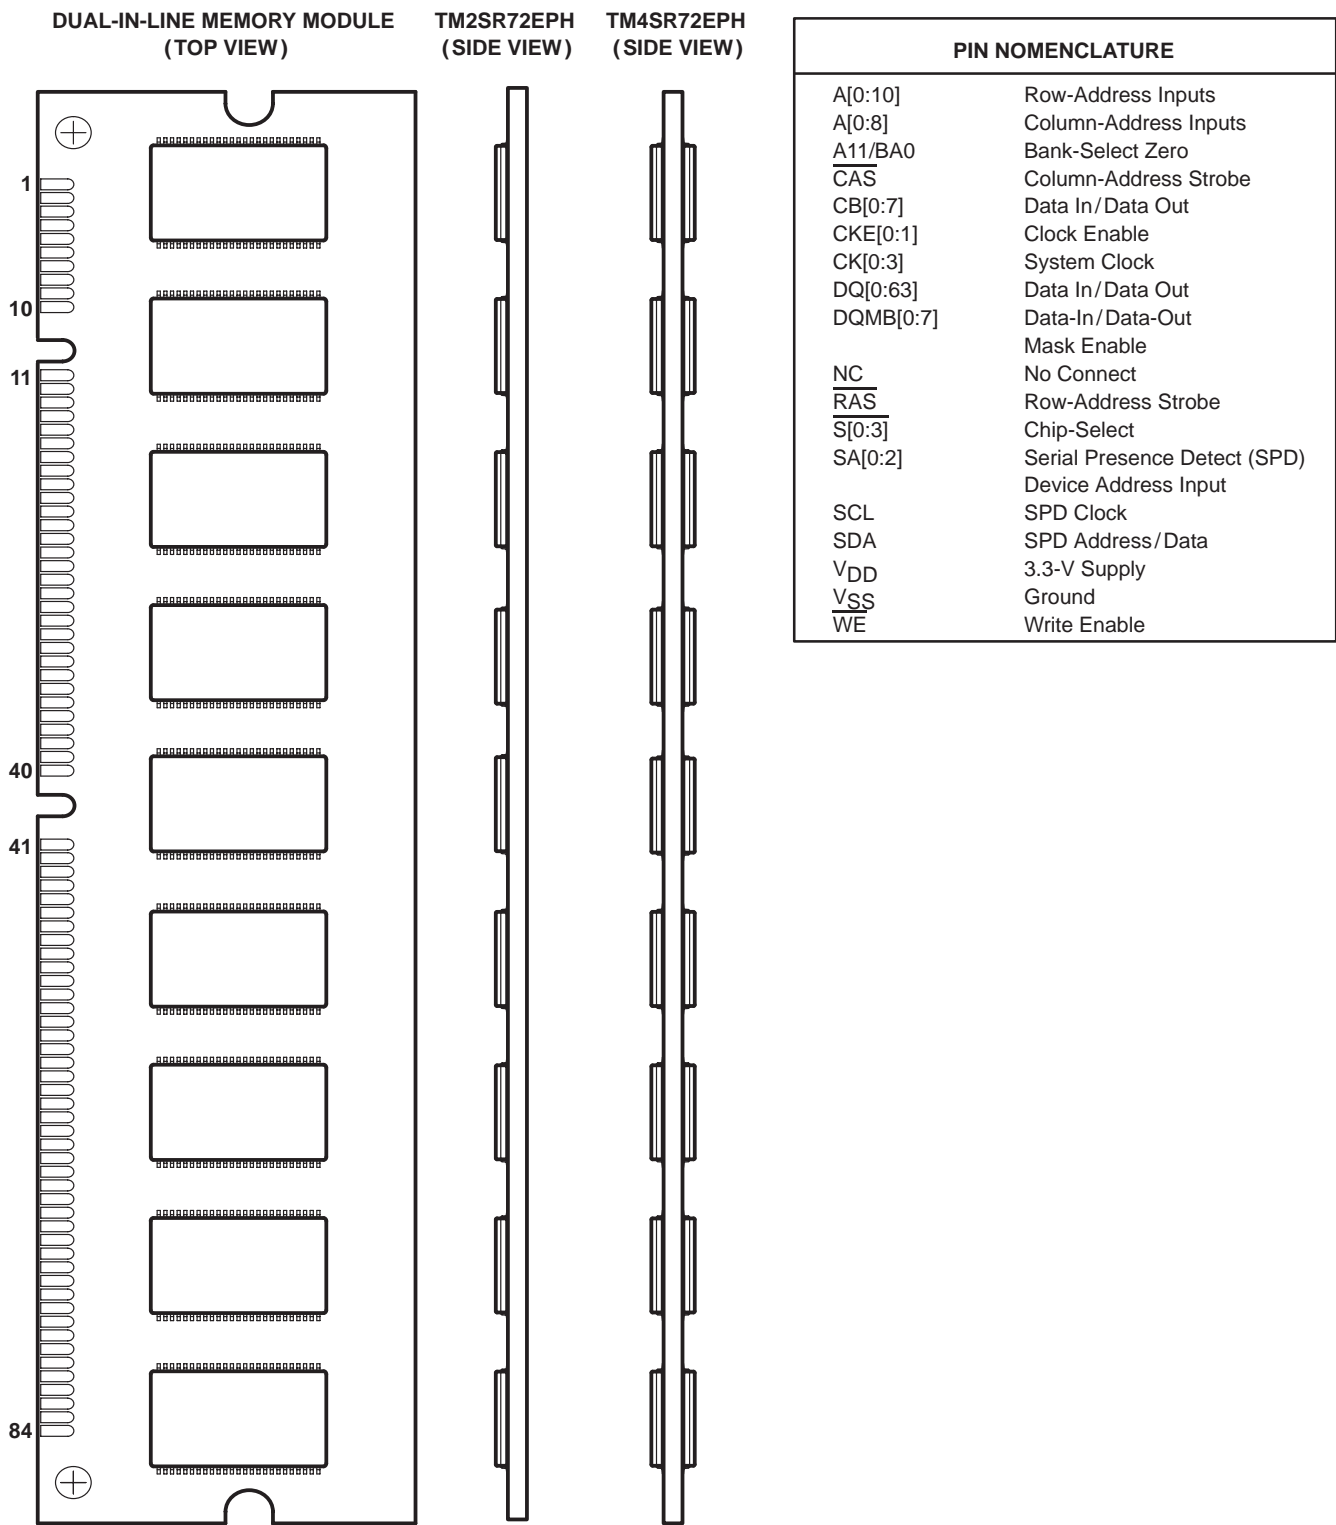 DUAL-IN-LINE MEMORY MODULE
(TOP VIEW)
TM2SR72EPH
(SIDE VIEW)
TM4SR72EPH
(SIDE VIEW)
1
10
11
40
41
84
PIN NOMENCLATURE
A[0:10] Row-Address Inputs
A[0:8] Column-Address Inputs
A11/BA0 Bank-Select Zero
CAS Column-Address Strobe
CB[0:7] Data In/Data Out
CKE[0:1] Clock Enable
CK[0:3] System Clock
DQ[0:63] Data In/Data Out
DQMB[0:7] Data-In/Data-Out
Mask Enable
NC No Connect
RAS Row-Address Strobe
S[0:3] Chip-Select
SA[0:2] Serial Presence Detect (SPD)
Device Address Input
SCL SPD Clock
SDA SPD Address/Data
VDD 3.3-V Supply
VSS Ground
WE Write Enable